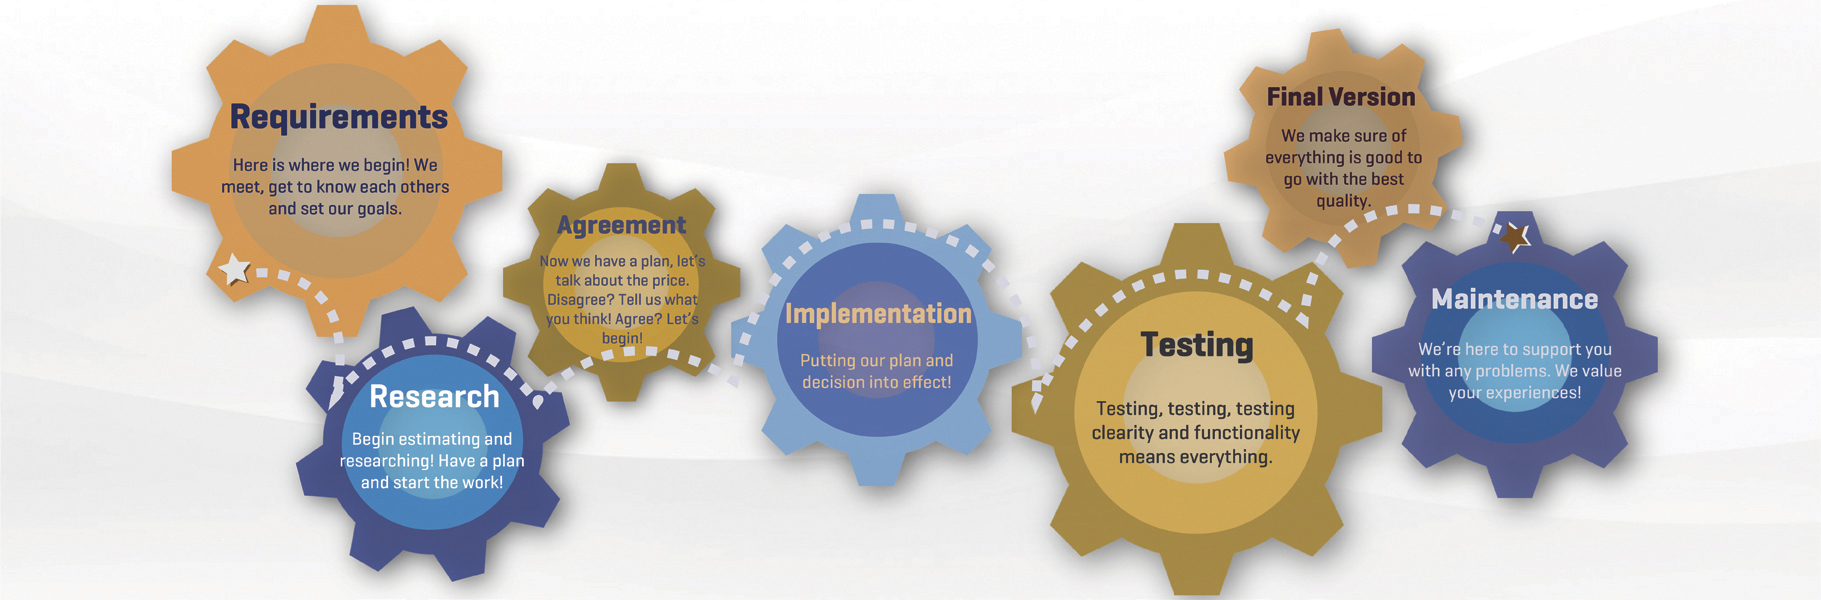 Requirements
Here is where we begin! We
meet, get to know each others
and set our goals.
Research
Begin estimating and
researching! Have a plan
and start the work!
Agreement
Now we have a plan, let's
talk about the price.
Disagree? Tell us what
you think! Agree? Let's
begin!
Implementation
Putting our plan and
decision into effect!
Testing
Testing, testing, testing
clearity and functionality
means everything.
Final Version
We make sure of
everything is good to
go with the best
quality.
Maintenance
We're here to support you
with any problems. We value
your experiences!